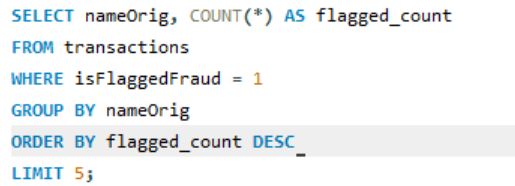 SELECT nameOrig, COUNT(*) AS flagged_count
FROM transactions
WHERE isFlaggedFraud = 1
GROUP BY nameOrig
ORDER BY flagged_count DESC
LIMIT 5;